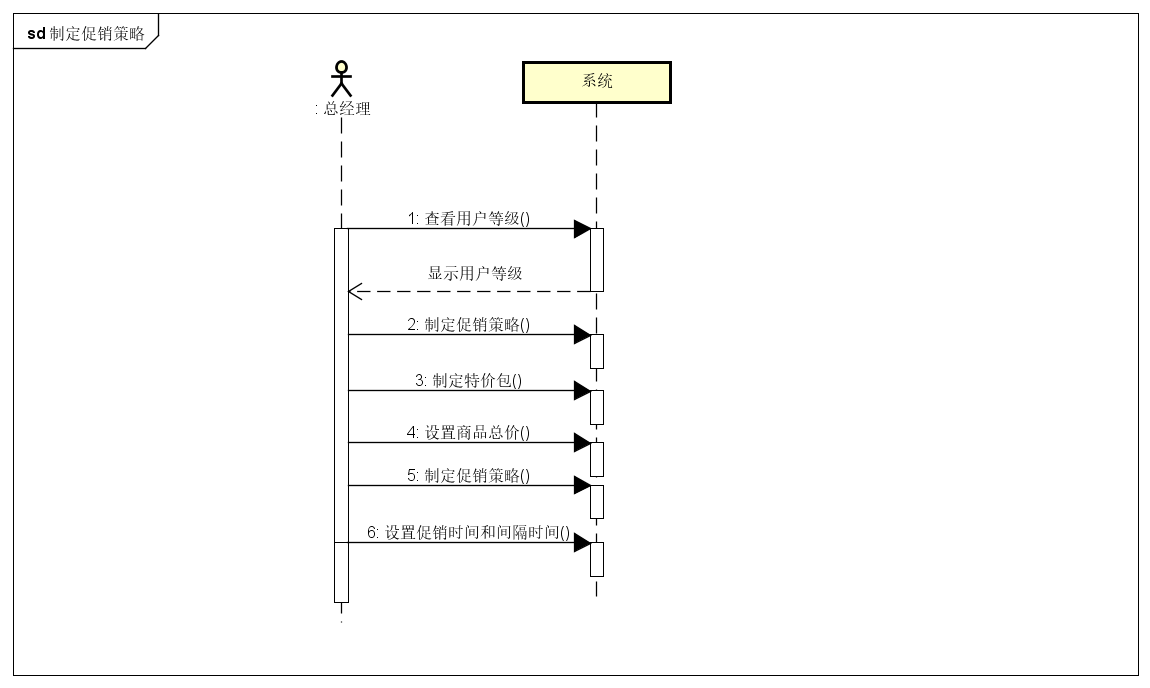 sd 制定促销策略
: 总经理
系统
1: 查看用户等级()
显示用户等级
2: 制定促销策略()
3: 制定特价包()
4: 设置商品总价()
5: 制定促销策略()
6: 设置促销时间和间隔时间()